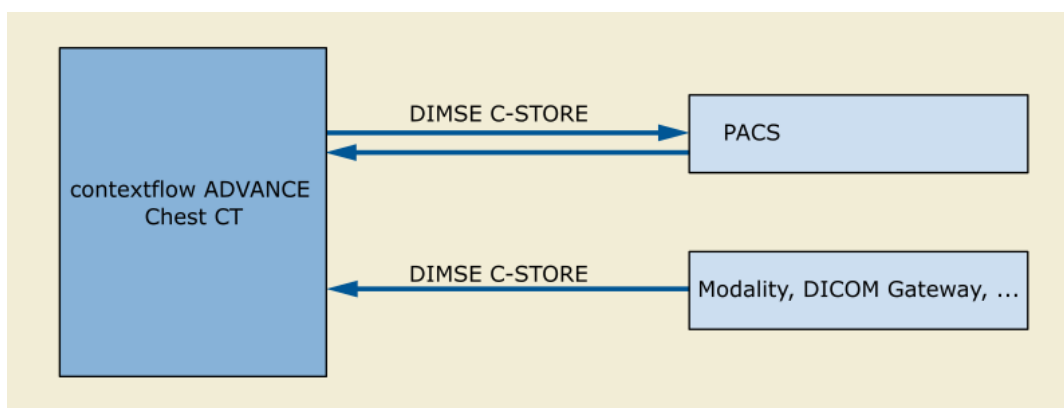 DIMSE C-STORE
PACS
contextflow ADVANCE
Chest CT
DIMSE C-STORE
Modality, DICOM Gateway, ...